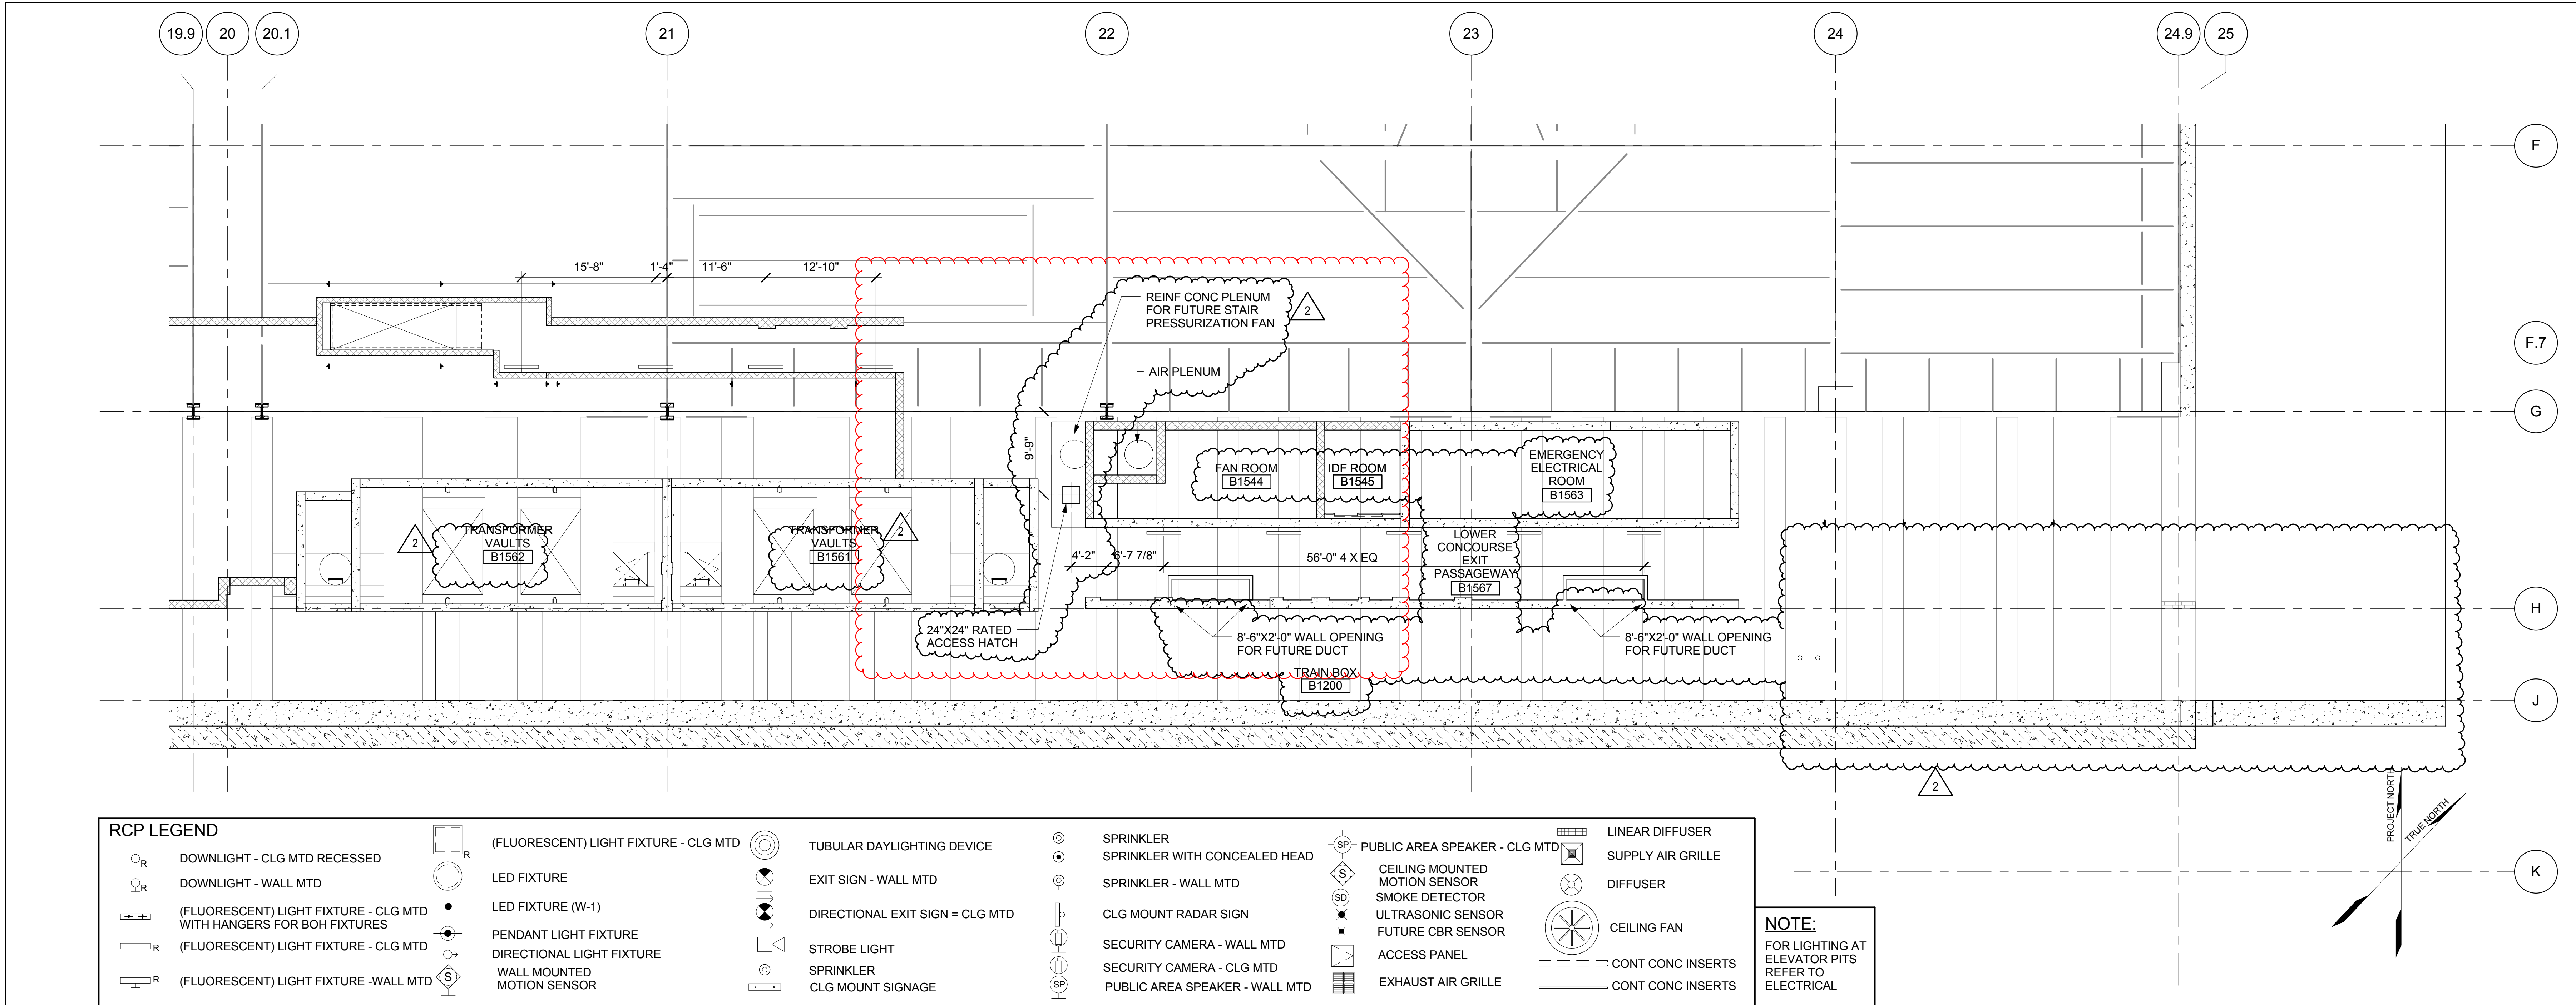 19.9
20
20.1
21
22
23
24
24.9
25
F
F.7
G
H
J
K
15'-8"
1'-4"
11'-6"
12'-10"
REINF CONC PLENUM
FOR FUTURE STAIR
PRESSURIZATION FAN
2
AIR PLENUM
9'-9"
FAN ROOM
B1544
IDF ROOM
B1545
EMERGENCY
ELECTRICAL
ROOM
B1563
2
TRANSFORMER
VAULTS
B1562
TRANSFORMER
VAULTS
B1561
2
4'-2"
6'-7 7/8"
56'-0" 4 X EQ
LOWER
CONCOURSE
EXIT
PASSAGEWAY
B1567
24"X24" RATED
ACCESS HATCH
8'-6"X2'-0" WALL OPENING
FOR FUTURE DUCT
8'-6"X2'-0" WALL OPENING
FOR FUTURE DUCT
TRAIN BOX
B1200
2
PROJECT NORTH
TRUE NORTH
RCP LEGEND
R
DOWNLIGHT - CLG MTD RECESSED
R
DOWNLIGHT - WALL MTD
(FLUORESCENT) LIGHT FIXTURE - CLG MTD
WITH HANGERS FOR BOH FIXTURES
R
(FLUORESCENT) LIGHT FIXTURE - CLG MTD
R
(FLUORESCENT) LIGHT FIXTURE -WALL MTD
R
(FLUORESCENT) LIGHT FIXTURE - CLG MTD
LED FIXTURE
LED FIXTURE (W-1)
PENDANT LIGHT FIXTURE
DIRECTIONAL LIGHT FIXTURE
S
WALL MOUNTED
MOTION SENSOR
TUBULAR DAYLIGHTING DEVICE
EXIT SIGN - WALL MTD
DIRECTIONAL EXIT SIGN = CLG MTD
STROBE LIGHT
SPRINKLER
CLG MOUNT SIGNAGE
SPRINKLER
SPRINKLER WITH CONCEALED HEAD
SPRINKLER - WALL MTD
CLG MOUNT RADAR SIGN
SECURITY CAMERA - WALL MTD
SECURITY CAMERA - CLG MTD
SP
PUBLIC AREA SPEAKER - WALL MTD
SP
PUBLIC AREA SPEAKER - CLG MTD
S
CEILING MOUNTED
MOTION SENSOR
SD
SMOKE DETECTOR
ULTRASONIC SENSOR
FUTURE CBR SENSOR
ACCESS PANEL
EXHAUST AIR GRILLE
LINEAR DIFFUSER
SUPPLY AIR GRILLE
DIFFUSER
CEILING FAN
CONT CONC INSERTS
CONT CONC INSERTS
NOTE:
FOR LIGHTING AT
ELEVATOR PITS
REFER TO
ELECTRICAL